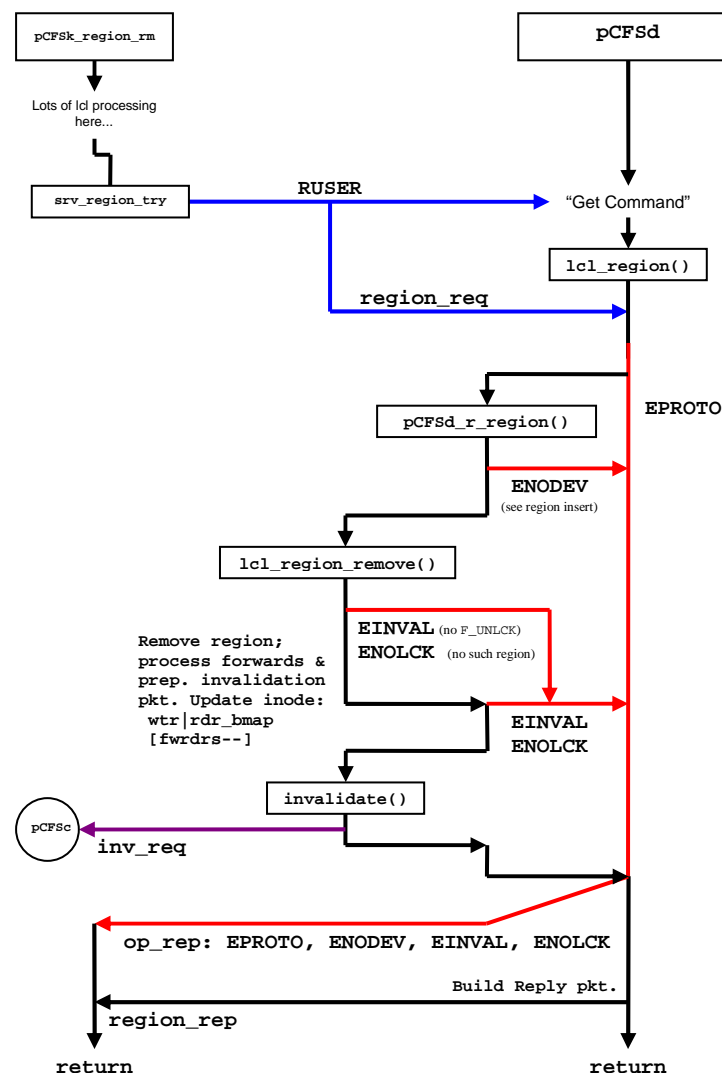 pCFSk_region_rm
pCFSd
Lots of lcl processing
here...
srv_region_try
RUSER
“Get Command”
lcl_region()
region_req
EPROTO
pCFSd_r_region()
ENODEV
(see region insert)
lcl_region_remove()
EINVAL (no F_UNLCK)
ENOLCK (no such region)
Remove region;
process forwards &
prep. invalidation
pkt. Update inode:
wtr|rdr_bmap
[fwrdrs--]
EINVAL
ENOLCK
invalidate()
pCFSc
inv_req
op_rep: EPROTO, ENODEV, EINVAL, ENOLCK
Build Reply pkt.
region_rep
return
return